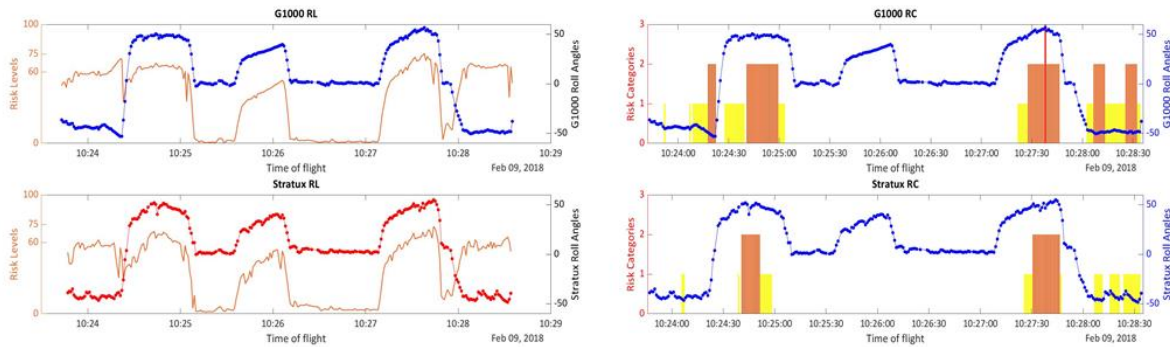 G1000 RL
100
75
60
0
Risk Levels
50
0
-50
G1000 Roll Angles
10:24 10:25 10:26 10:27 10:28 10:29
Time of flight
Feb 09, 2018
G1000 RC
3
2
1
0
Risk Categories
50
0
-50
G1000 Roll Angles
10:24:00 10:24:30 10:25:00 10:25:30 10:26:00 10:26:30 10:27:00 10:27:30 10:28:00 10:28:30
Time of flight
Feb 09, 2018
Stratux RL
100
75
60
0
Risk Levels
50
0
-50
Stratux Roll Angles
10:24 10:25 10:26 10:27 10:28 10:29
Time of flight
Feb 09, 2018
Stratux RC
3
2
1
0
Risk Categories
50
0
-50
Stratux Roll Angles
10:24:00 10:24:30 10:25:00 10:25:30 10:26:00 10:26:30 10:27:00 10:27:30 10:28:00 10:28:30
Time of flight
Feb 09, 2018